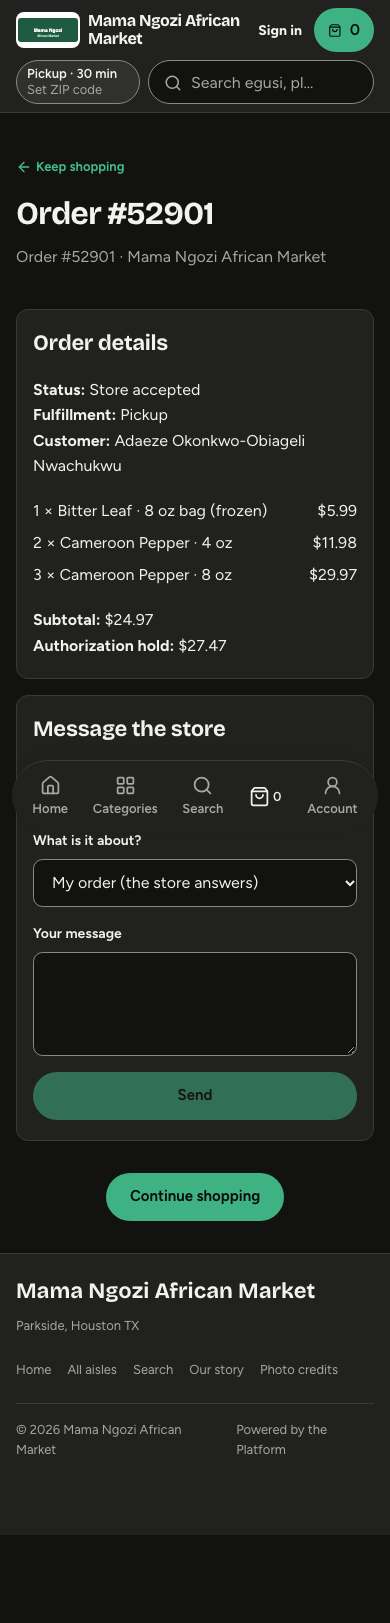 Mama Ngozi
African Market
Mama Ngozi African
Market
Sign in
0
Pickup · 30 min
Set ZIP code
Search egusi, pl...
← Keep shopping
Order #52901
Order #52901 · Mama Ngozi African Market
Order details
Status: Store accepted
Fulfillment: Pickup
Customer: Adaeze Okonkwo-Obiageli
Nwachukwu
1 × Bitter Leaf · 8 oz bag (frozen) $5.99
2 × Cameroon Pepper · 4 oz $11.98
3 × Cameroon Pepper · 8 oz $29.97
Subtotal: $24.97
Authorization hold: $27.47
Message the store
Home
Categories
Search
0
Account
What is it about?
My order (the store answers)
Your message
Send
Continue shopping
Mama Ngozi African Market
Parkside, Houston TX
Home All aisles Search Our story Photo credits
© 2026 Mama Ngozi African
Market
Powered by the
Platform